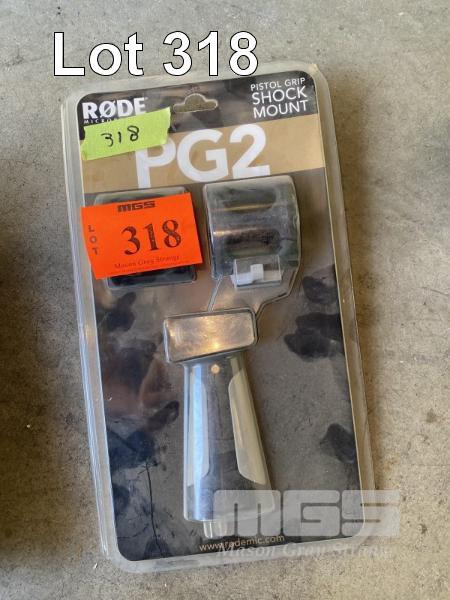 Lot 318
RØDE
PISTOL GRIP
SHOCK
MOUNT
318
PG2
MGS
LOT
318
Mason Gray Strange
MGS
Mason Gray Strange
www.rodemic.com